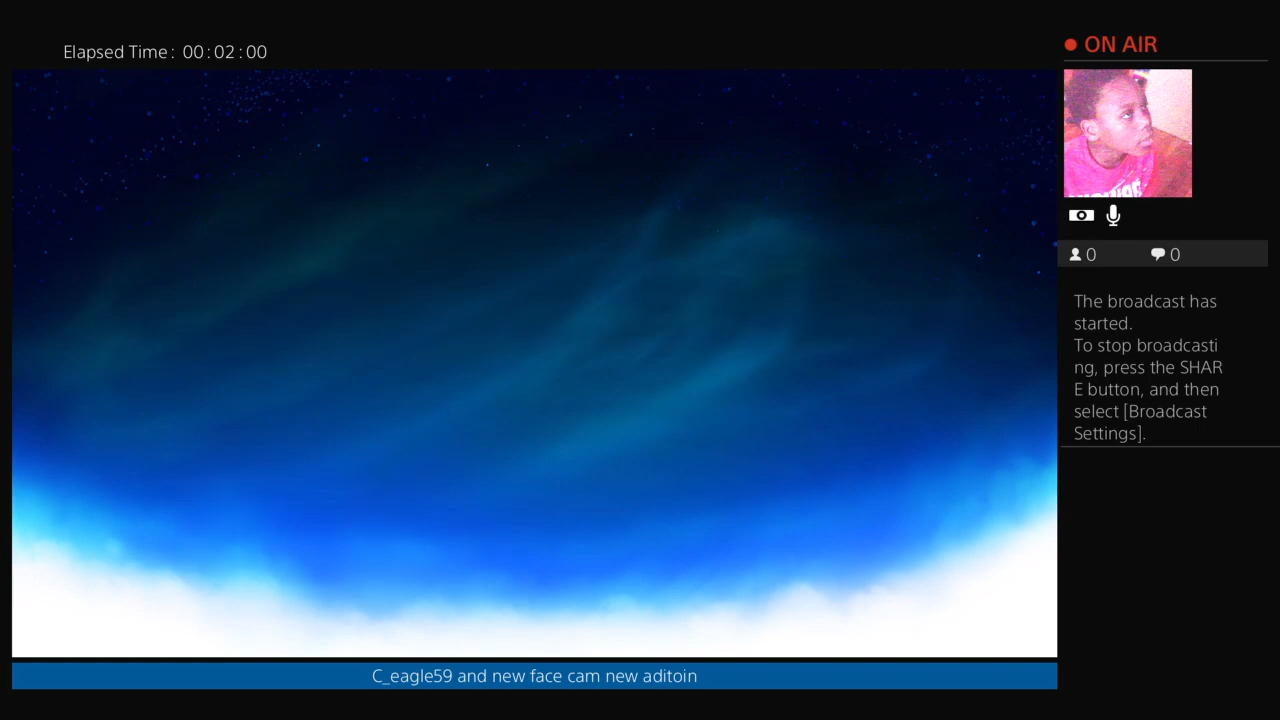 Elapsed Time: 00:02:00
ON AIR
0 0
The broadcast has
started.
To stop broadcasti
ng, press the SHAR
E button, and then
select [Broadcast
Settings].
C_eagle59 and new face cam new aditoin